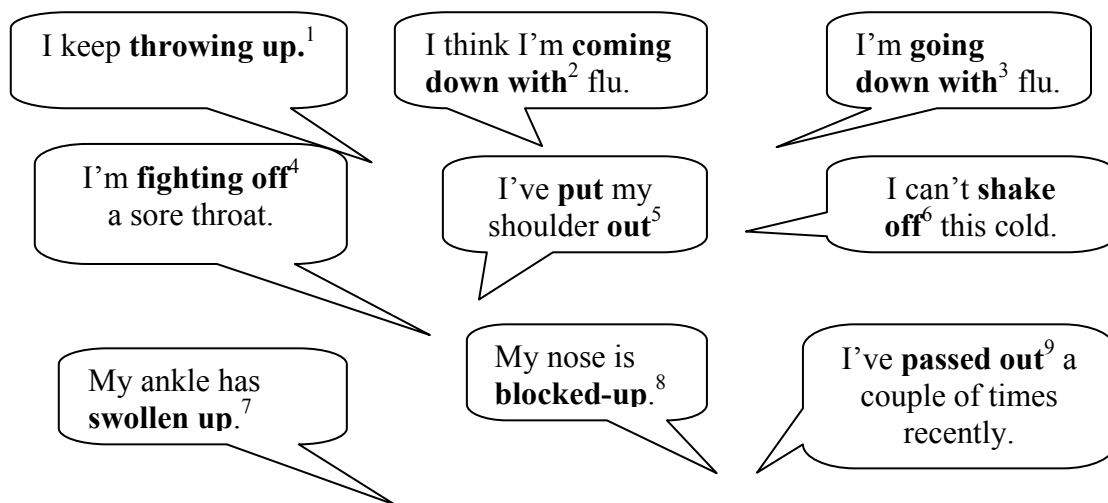 I keep throwing up.¹
I think I'm coming
down with² flu.
I'm going
down with³ flu.
I'm fighting off⁴
a sore throat.
I've put my
shoulder out⁵
I can't shake
off⁶ this cold.
My ankle has
swollen up.⁷
My nose is
blocked-up.⁸
I've passed out⁹ a
couple of times
recently.